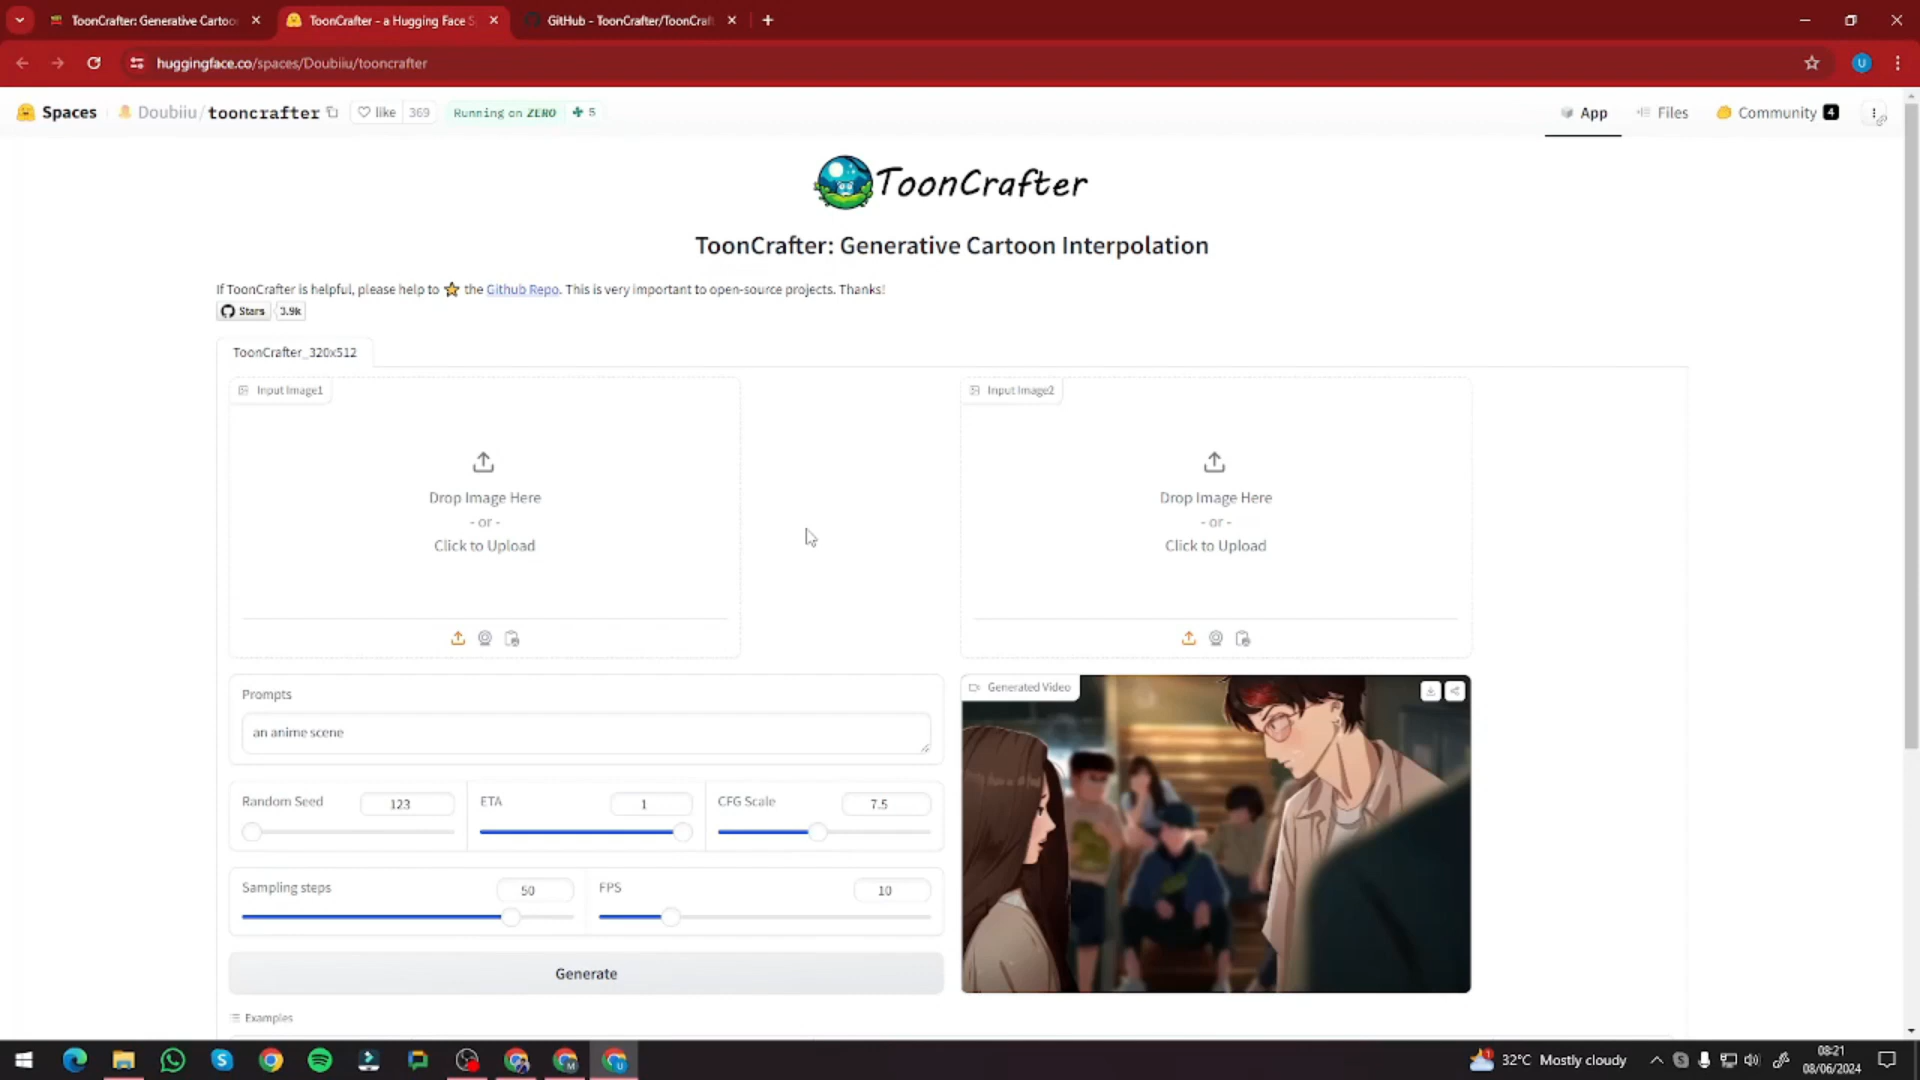 ToonCrafter: Generative Cartoo
ToonCrafter - a Hugging Face S
GitHub - ToonCrafter/ToonCraf
huggingface.co/spaces/Doubiiu/tooncrafter
U
Spaces
Doubiiu/tooncrafter
like 369
Running on ZERO
5
App
Files
Community 4
ToonCrafter
ToonCrafter: Generative Cartoon Interpolation
If ToonCrafter is helpful, please help to ⭐ the Github Repo. This is very important to open-source projects. Thanks!
Stars 3.9k
ToonCrafter_320x512
Input Image1
Drop Image Here
- or -
Click to Upload
Input Image2
Drop Image Here
- or -
Click to Upload
Prompts
an anime scene
Generated Video
Random Seed 123
ETA 1
CFG Scale 7.5
Sampling steps 50
FPS 10
Generate
Examples
32°C Mostly cloudy
08:21
08/06/2024